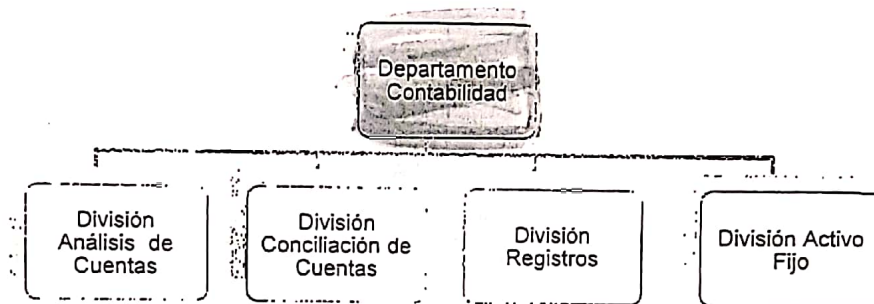 Departamento
Contabilidad
División
Análisis de
Cuentas
División
Conciliación de
Cuentas
División
Registros
División Activo
Fijo